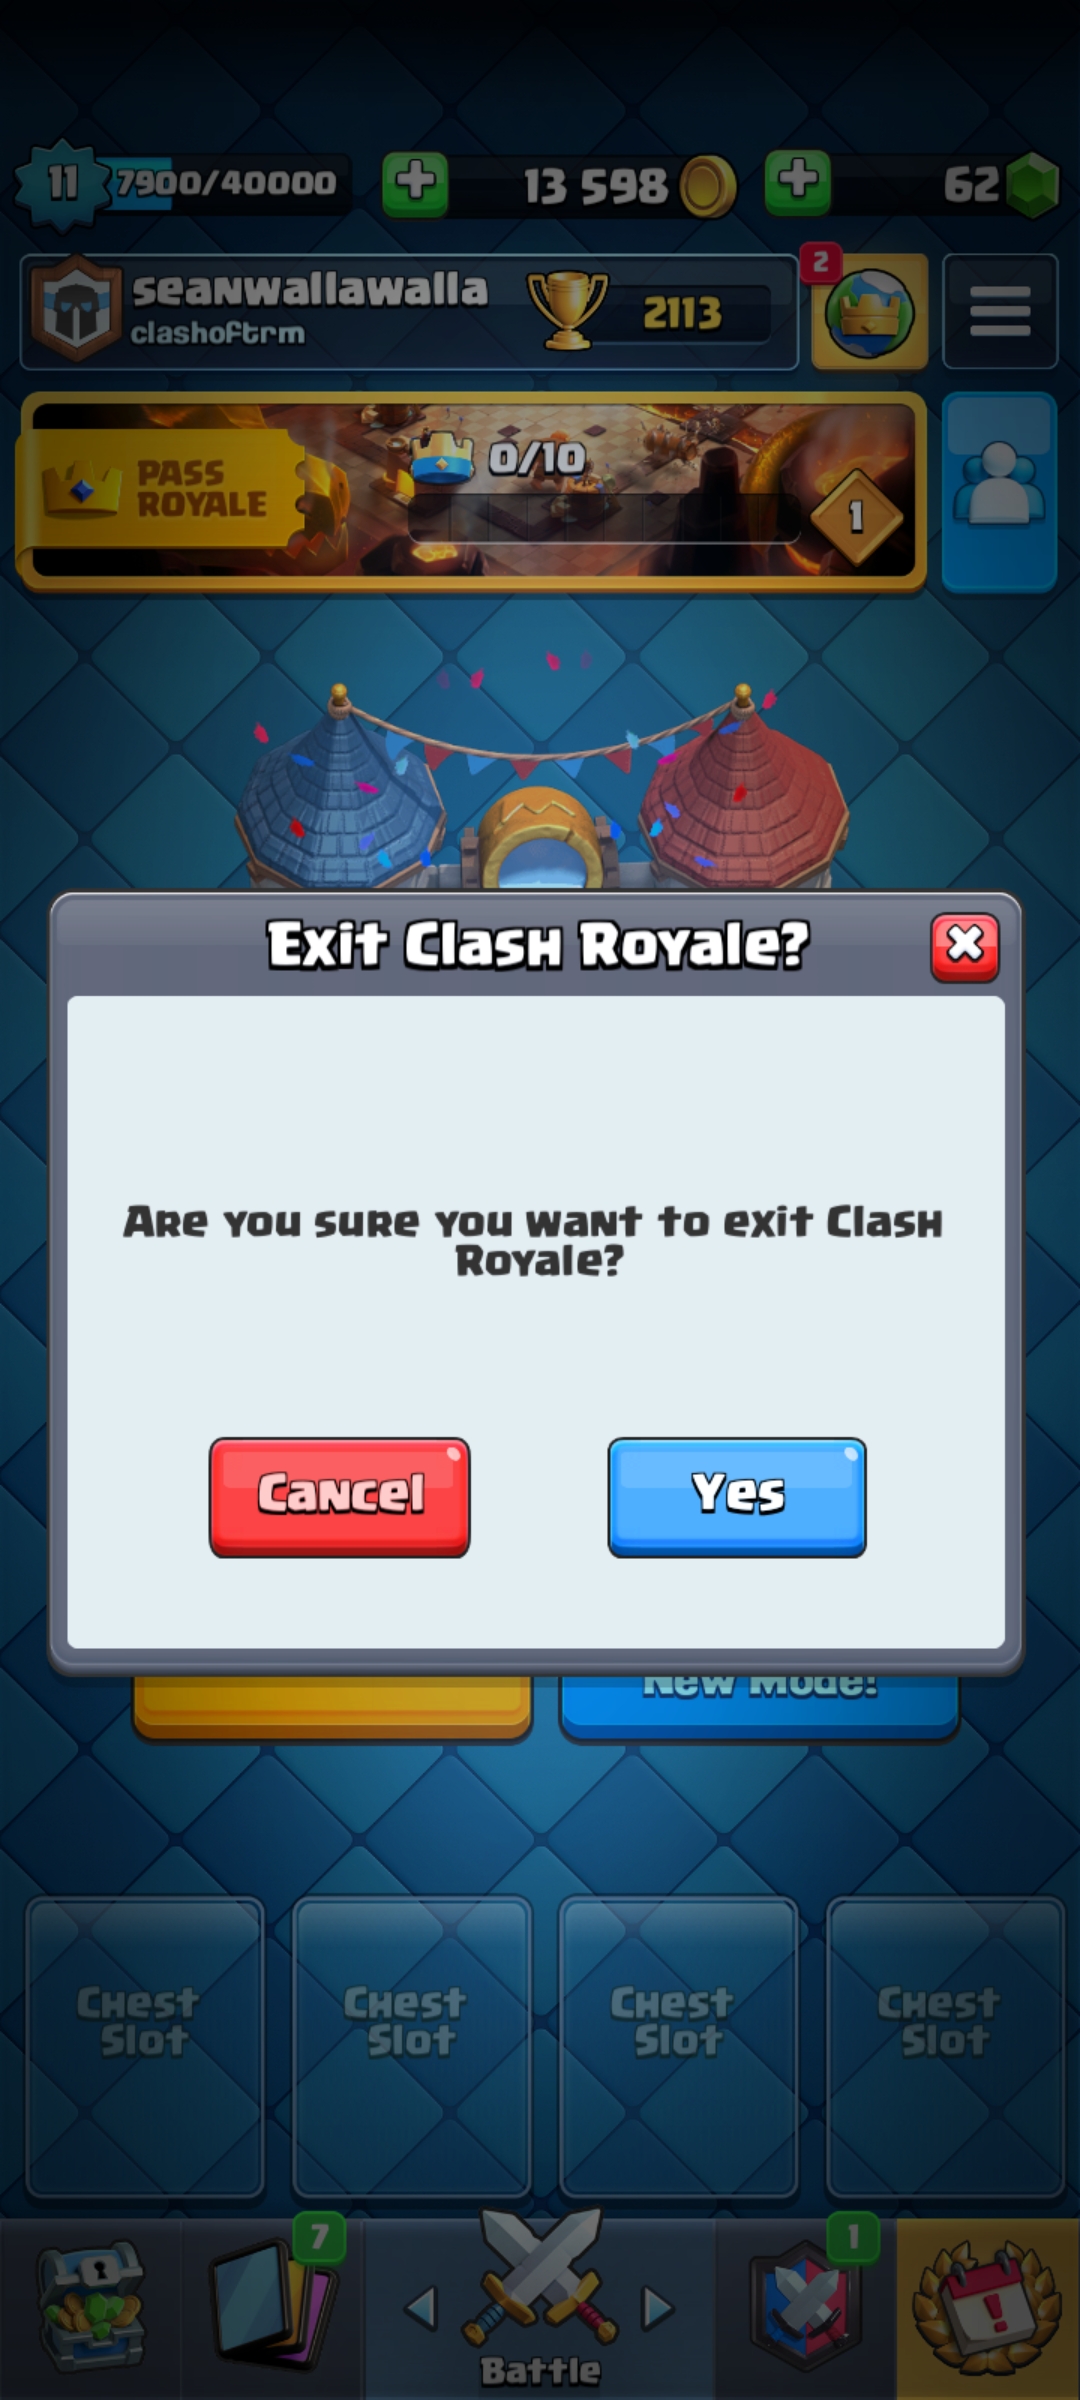 11 7900/40000 13 598 62
seanwallawalla 2113 2
clashoftrm
PASS
ROYALE
0/10
1
Exit Clash Royale?
Are you sure you want to exit Clash
Royale?
Cancel Yes
New Mode!
Chest
Slot
Chest
Slot
Chest
Slot
Chest
Slot
7 1
Battle